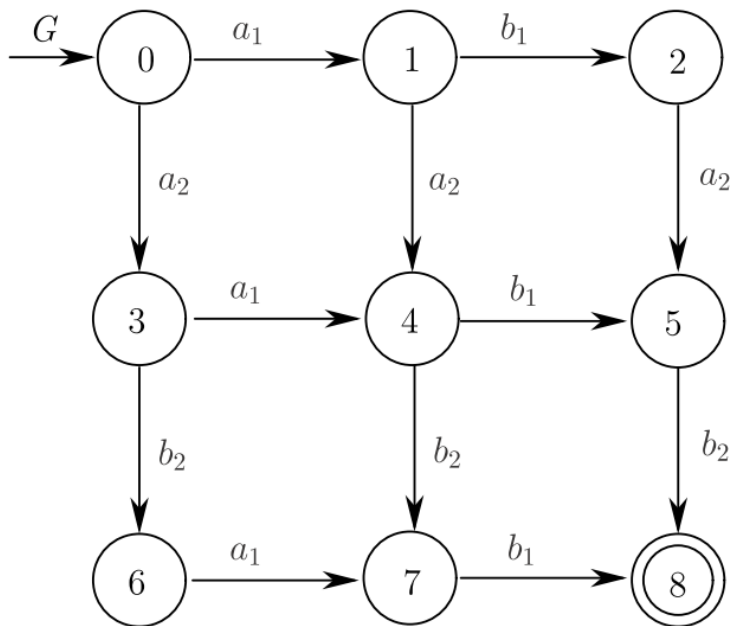 G
a₁ b₁
0 1 2
a₂ a₂ a₂
a₁ b₁
3 4 5
b₂ b₂ b₂
a₁ b₁
6 7 8